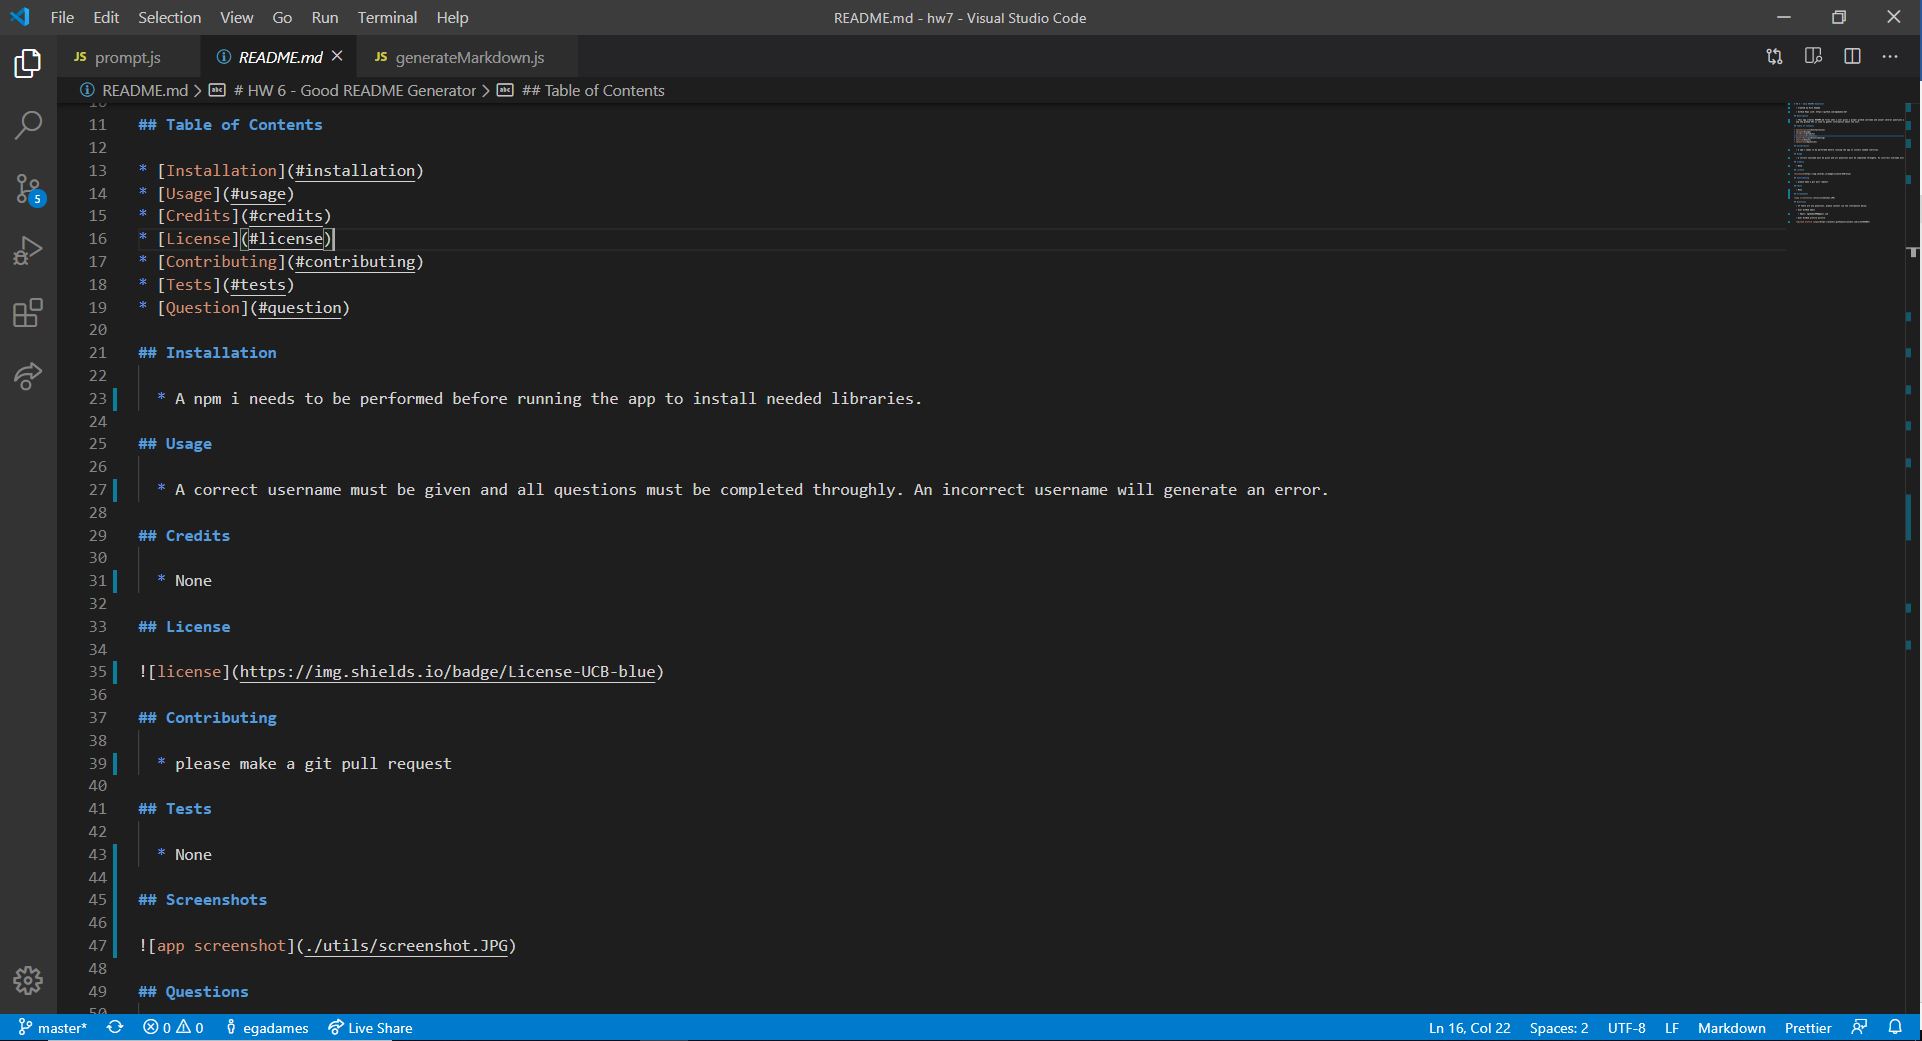 File Edit Selection View Go Run Terminal Help README.md - hw7 - Visual Studio Code
JS prompt.js README.md JS generateMarkdown.js
README.md > # HW 6 - Good README Generator > ## Table of Contents
10
11 ## Table of Contents
12
13 * [Installation](#installation)
14 * [Usage](#usage)
15 * [Credits](#credits)
16 * [License](#license)
17 * [Contributing](#contributing)
18 * [Tests](#tests)
19 * [Question](#question)
20
21 ## Installation
22
23 * A npm i needs to be performed before running the app to install needed libraries.
24
25 ## Usage
26
27 * A correct username must be given and all questions must be completed throughly. An incorrect username will generate an error.
28
29 ## Credits
30
31 * None
32
33 ## License
34
35 ![license](https://img.shields.io/badge/License-UCB-blue)
36
37 ## Contributing
38
39 * please make a git pull request
40
41 ## Tests
42
43 * None
44
45 ## Screenshots
46
47 ![app screenshot](./utils/screenshot.JPG)
48
49 ## Questions
50
5
master* 0 0 egadames Live Share Ln 16, Col 22 Spaces: 2 UTF-8 LF Markdown Prettier